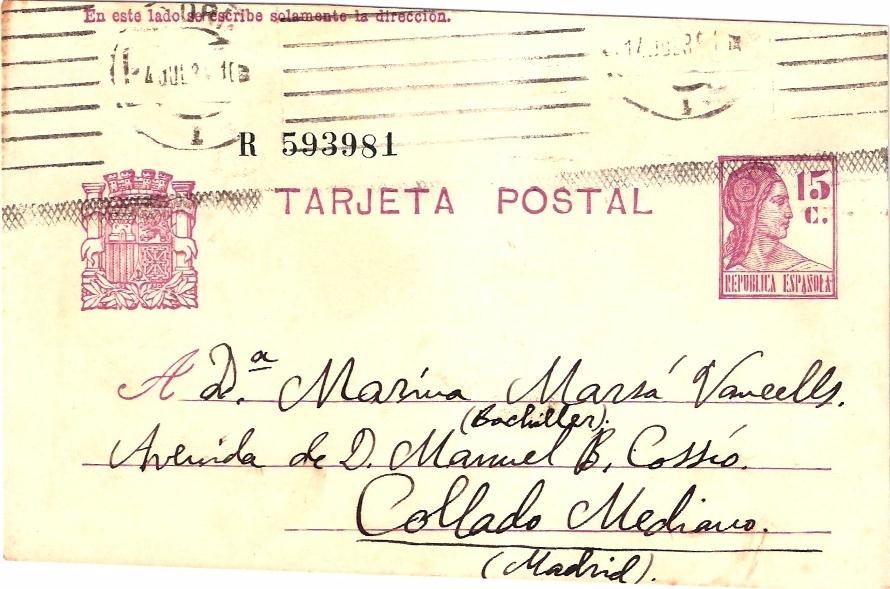 En este lado se escribe solamente la dirección.
R 593981
TARJETA POSTAL
15
C.
REPUBLICA ESPAÑOLA
A D.ª Marína Marsá Vancells.
(Bachiller).
Avenida de D. Manuel B. Cossío.
Collado Mediano.
(Madrid).